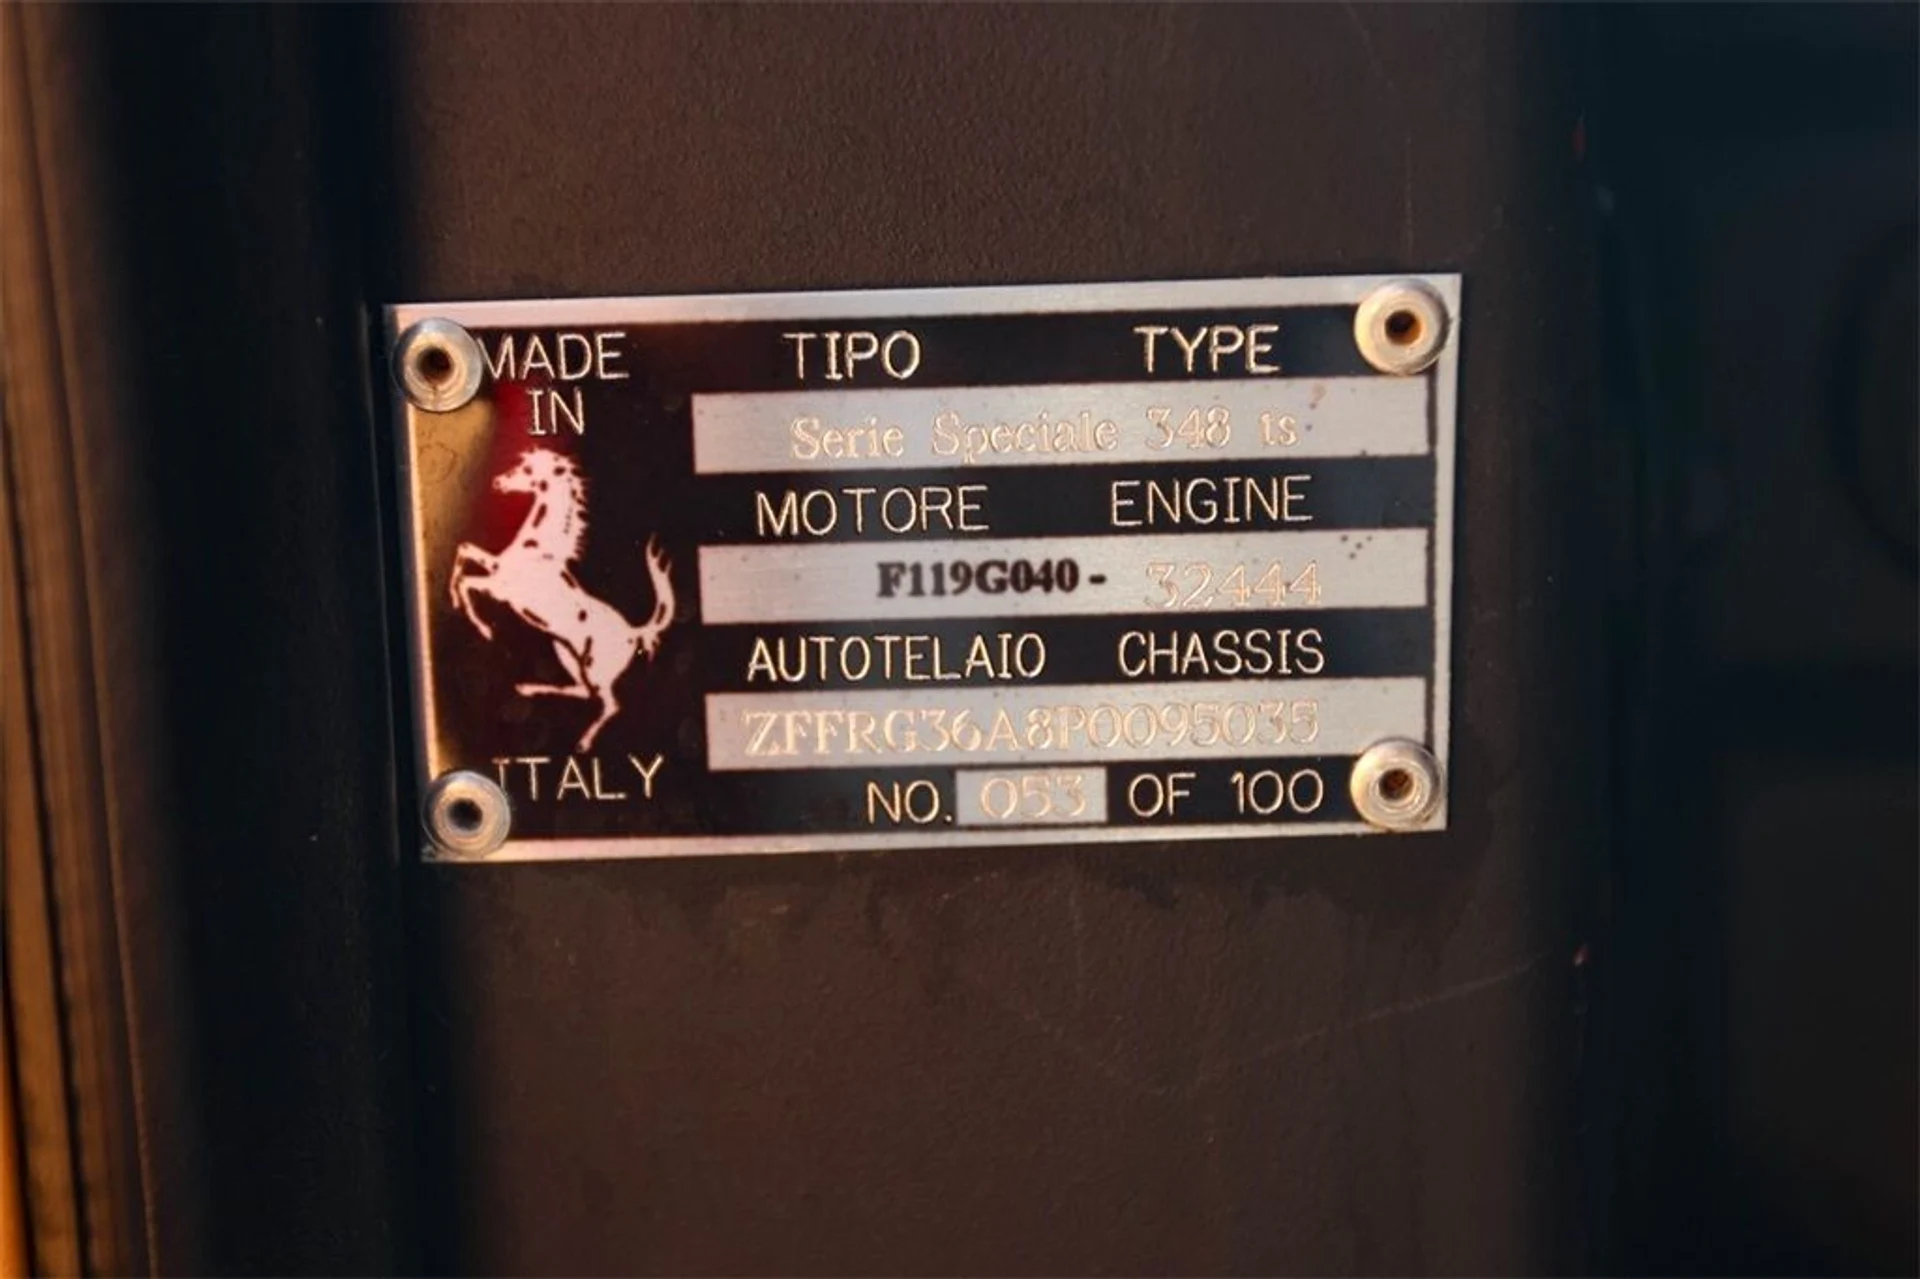 MADE TIPO TYPE
IN
Serie Speciale 348 ts
MOTORE ENGINE
F119G040- 32444
AUTOTELAIO CHASSIS
ZFFRG36A8P0095035
ITALY
NO. 053 OF 100